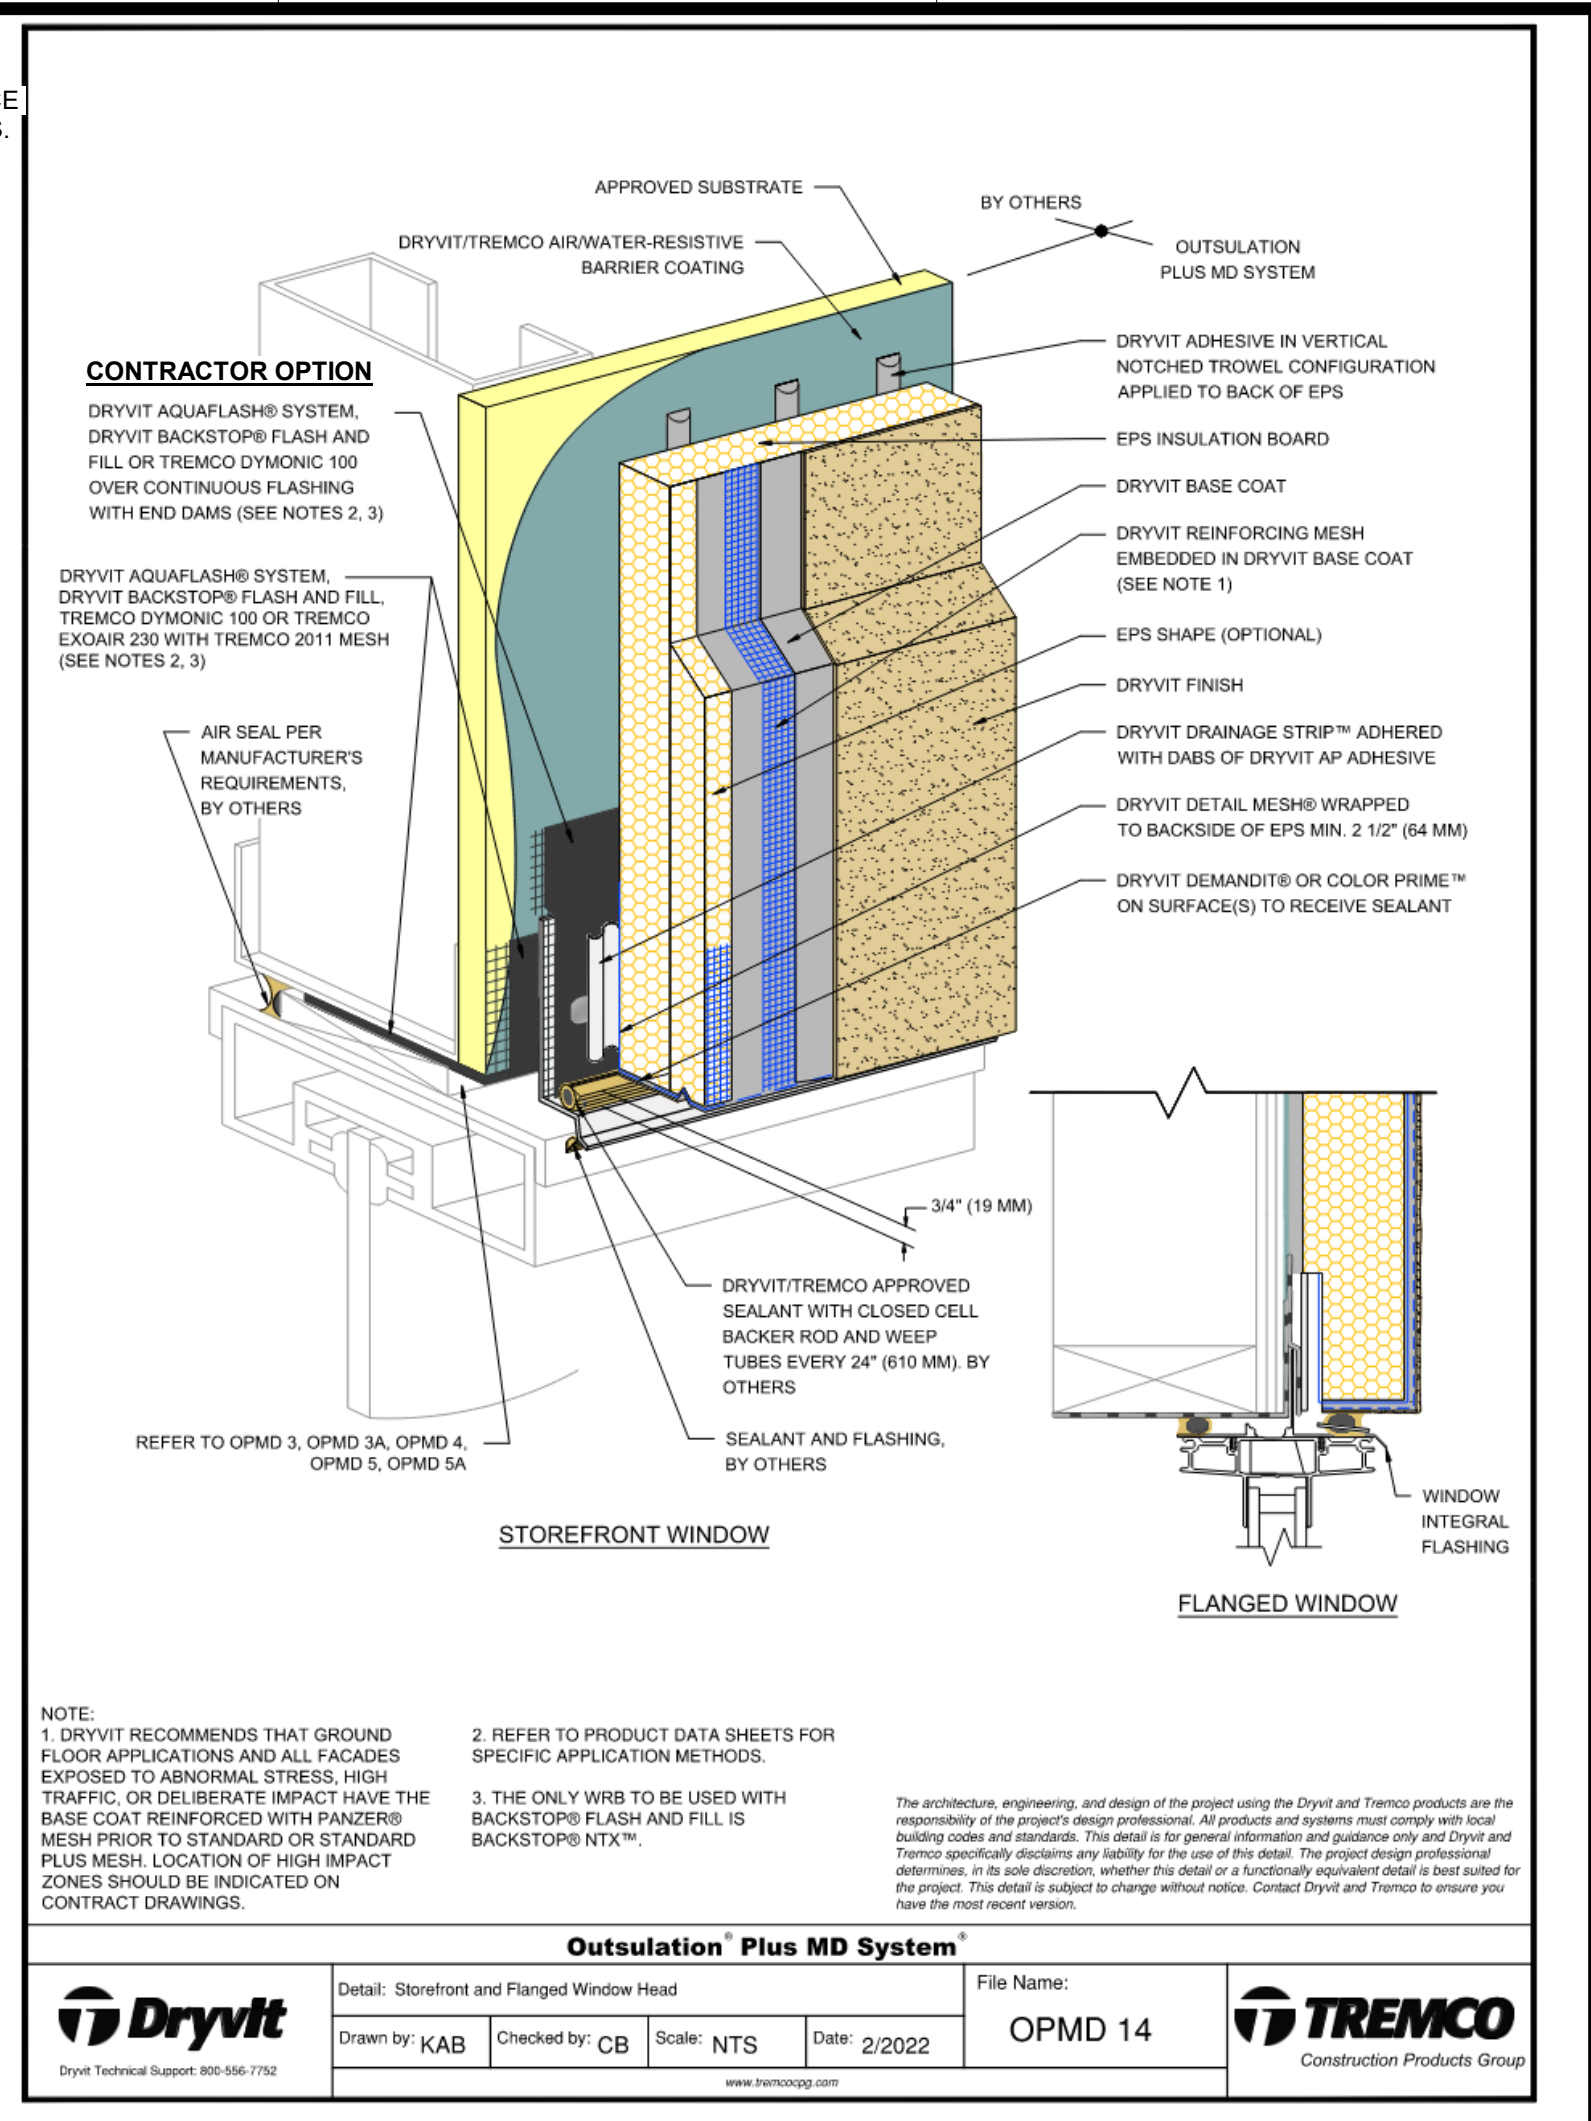 CE
S.
APPROVED SUBSTRATE
BY OTHERS
DRYVIT/TREMCO AIR/WATER-RESISTIVE
BARRIER COATING
OUTSULATION
PLUS MD SYSTEM
CONTRACTOR OPTION
DRYVIT AQUAFLASH® SYSTEM,
DRYVIT BACKSTOP® FLASH AND
FILL OR TREMCO DYMONIC 100
OVER CONTINUOUS FLASHING
WITH END DAMS (SEE NOTES 2, 3)
DRYVIT AQUAFLASH® SYSTEM,
DRYVIT BACKSTOP® FLASH AND FILL,
TREMCO DYMONIC 100 OR TREMCO
EXOAIR 230 WITH TREMCO 2011 MESH
(SEE NOTES 2, 3)
AIR SEAL PER
MANUFACTURER'S
REQUIREMENTS,
BY OTHERS
DRYVIT ADHESIVE IN VERTICAL
NOTCHED TROWEL CONFIGURATION
APPLIED TO BACK OF EPS
EPS INSULATION BOARD
DRYVIT BASE COAT
DRYVIT REINFORCING MESH
EMBEDDED IN DRYVIT BASE COAT
(SEE NOTE 1)
EPS SHAPE (OPTIONAL)
DRYVIT FINISH
DRYVIT DRAINAGE STRIP™ ADHERED
WITH DABS OF DRYVIT AP ADHESIVE
DRYVIT DETAIL MESH® WRAPPED
TO BACKSIDE OF EPS MIN. 2 1/2" (64 MM)
DRYVIT DEMANDIT® OR COLOR PRIME™
ON SURFACE(S) TO RECEIVE SEALANT
3/4" (19 MM)
DRYVIT/TREMCO APPROVED
SEALANT WITH CLOSED CELL
BACKER ROD AND WEEP
TUBES EVERY 24" (610 MM). BY
OTHERS
REFER TO OPMD 3, OPMD 3A, OPMD 4,
OPMD 5, OPMD 5A
SEALANT AND FLASHING,
BY OTHERS
STOREFRONT WINDOW
WINDOW
INTEGRAL
FLASHING
FLANGED WINDOW
NOTE:
1. DRYVIT RECOMMENDS THAT GROUND
FLOOR APPLICATIONS AND ALL FACADES
EXPOSED TO ABNORMAL STRESS, HIGH
TRAFFIC, OR DELIBERATE IMPACT HAVE THE
BASE COAT REINFORCED WITH PANZER®
MESH PRIOR TO STANDARD OR STANDARD
PLUS MESH. LOCATION OF HIGH IMPACT
ZONES SHOULD BE INDICATED ON
CONTRACT DRAWINGS.
2. REFER TO PRODUCT DATA SHEETS FOR
SPECIFIC APPLICATION METHODS.
3. THE ONLY WRB TO BE USED WITH
BACKSTOP® FLASH AND FILL IS
BACKSTOP® NTX™.
The architecture, engineering, and design of the project using the Dryvit and Tremco products are the
responsibility of the project's design professional. All products and systems must comply with local
building codes and standards. This detail is for general information and guidance only and Dryvit and
Tremco specifically disclaims any liability for the use of this detail. The project design professional
determines, in its sole discretion, whether this detail or a functionally equivalent detail is best suited for
the project. This detail is subject to change without notice. Contact Dryvit and Tremco to ensure you
have the most recent version.
Outsulation® Plus MD System®
Dryvit
Dryvit Technical Support: 800-556-7752
Detail: Storefront and Flanged Window Head
Drawn by: KAB
Checked by: CB
Scale: NTS
Date: 2/2022
www.tremcocpg.com
File Name:
OPMD 14
TREMCO
Construction Products Group